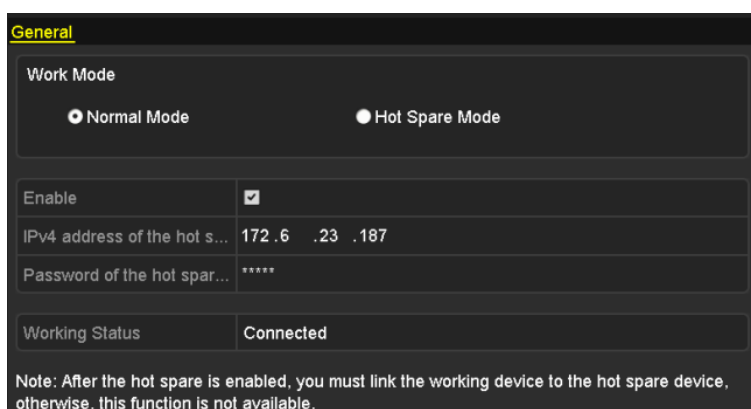 General
Work Mode
Normal Mode Hot Spare Mode
Enable
IPv4 address of the hot s... 172 .6 .23 .187
Password of the hot spar... *****
Working Status Connected
Note: After the hot spare is enabled, you must link the working device to the hot spare device,
otherwise, this function is not available.